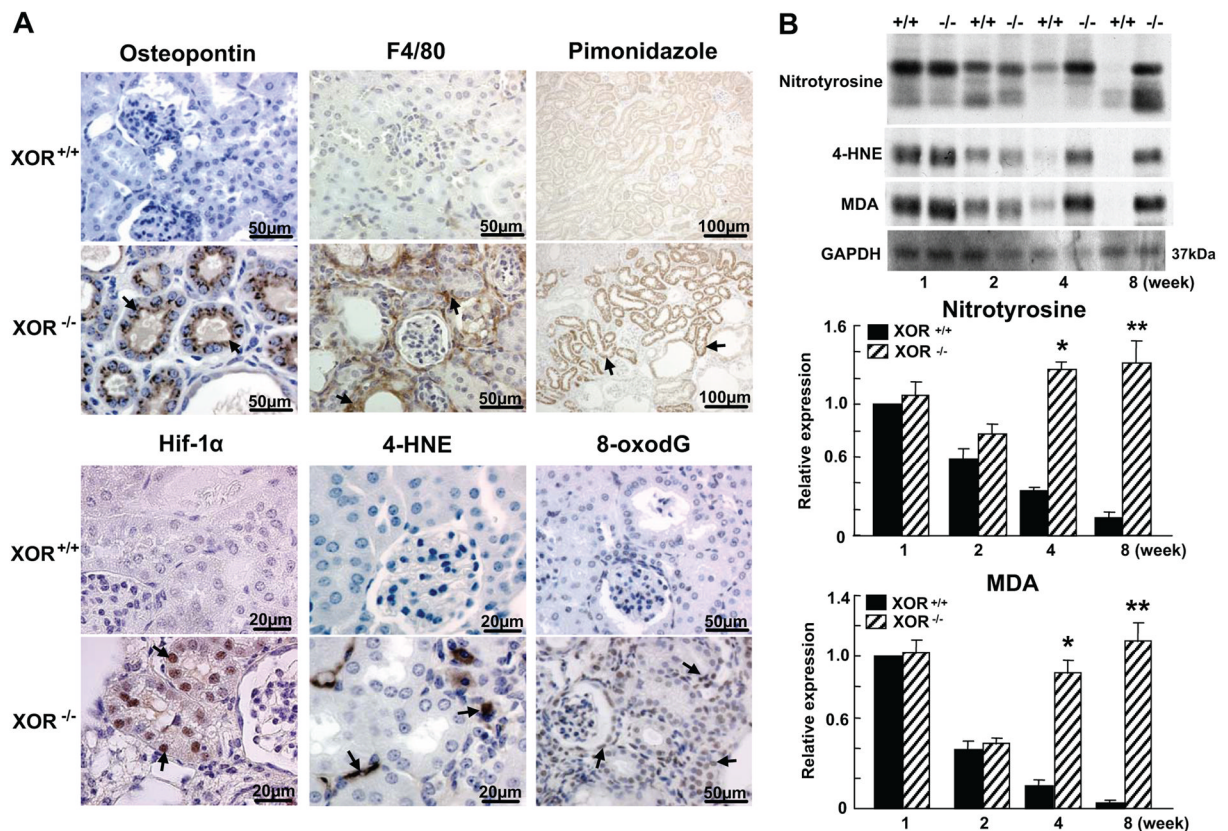 A
Osteopontin F4/80 Pimonidazole
XOR+/+
50µm 50µm 100µm
XOR-/-
50µm 50µm 100µm
Hif-1α 4-HNE 8-oxodG
XOR+/+
20µm 20µm 50µm
XOR-/-
20µm 20µm 50µm
B
+/+ -/- +/+ -/- +/+ -/- +/+ -/-
Nitrotyrosine
4-HNE
MDA
GAPDH 37kDa
1 2 4 8 (week)
Nitrotyrosine
1.6
XOR +/+
XOR -/-
* **
1.0
0.6
0
Relative expression
1 2 4 8 (week)
MDA
1.4
XOR +/+
XOR -/-
* **
1.0
0.6
0
Relative expression
1 2 4 8 (week)